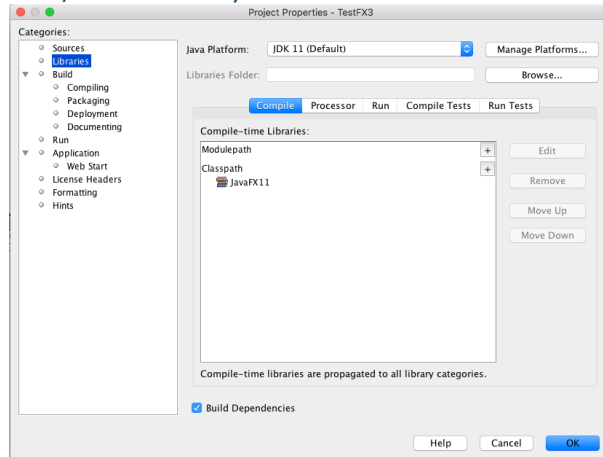 Project Properties - TestFX3
Categories:
Sources
Libraries
Build
Compiling
Packaging
Deployment
Documenting
Run
Application
Web Start
License Headers
Formatting
Hints
Java Platform: JDK 11 (Default) Manage Platforms...
Libraries Folder: Browse...
Compile Processor Run Compile Tests Run Tests
Compile-time Libraries:
Modulepath + Edit
Classpath +
JavaFX11 Remove
Move Up
Move Down
Compile-time libraries are propagated to all library categories.
Build Dependencies
Help Cancel OK